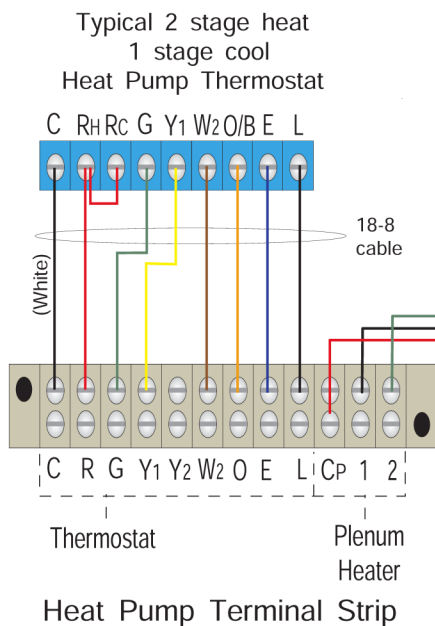 Typical 2 stage heat
1 stage cool
Heat Pump Thermostat
C RH RC G Y1 W2 O/B E L
18-8
cable
(White)
C R G Y1 Y2 W2 O E L CP 1 2
Thermostat
Plenum
Heater
Heat Pump Terminal Strip